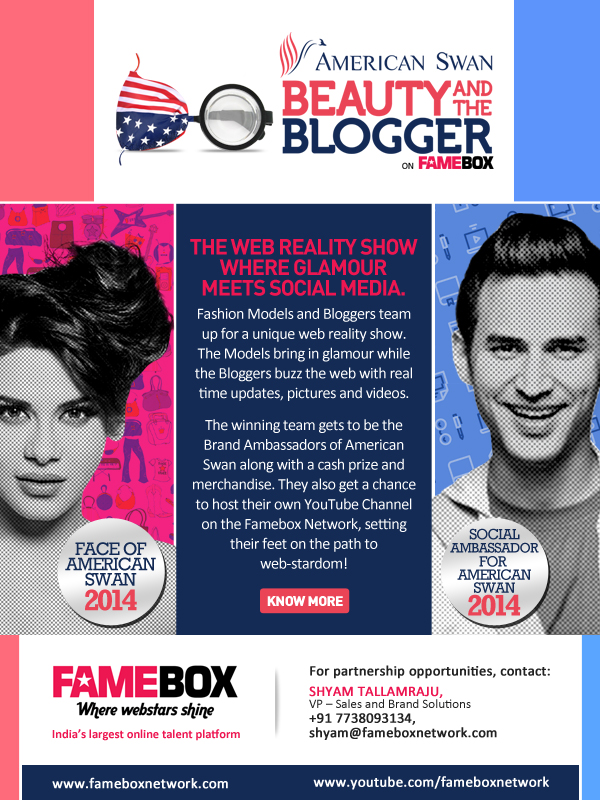 AMERICAN SWAN
BEAUTY AND THE
BLOGGER
ON FAMEBOX
THE WEB REALITY SHOW
WHERE GLAMOUR
MEETS SOCIAL MEDIA.
Fashion Models and Bloggers team
up for a unique web reality show.
The Models bring in glamour while
the Bloggers buzz the web with real
time updates, pictures and videos.
The winning team gets to be the
Brand Ambassadors of American
Swan along with a cash prize and
merchandise. They also get a chance
to host their own YouTube Channel
on the Famebox Network, setting
their feet on the path to
web-stardom!
KNOW MORE
FACE OF
AMERICAN
SWAN
2014
SOCIAL
AMBASSADOR
FOR
AMERICAN
SWAN
2014
FAMEBOX
Where webstars shine
India's largest online talent platform
For partnership opportunities, contact:
SHYAM TALLAMRAJU,
VP – Sales and Brand Solutions
+91 7738093134,
shyam@fameboxnetwork.com
www.fameboxnetwork.com
www.youtube.com/fameboxnetwork